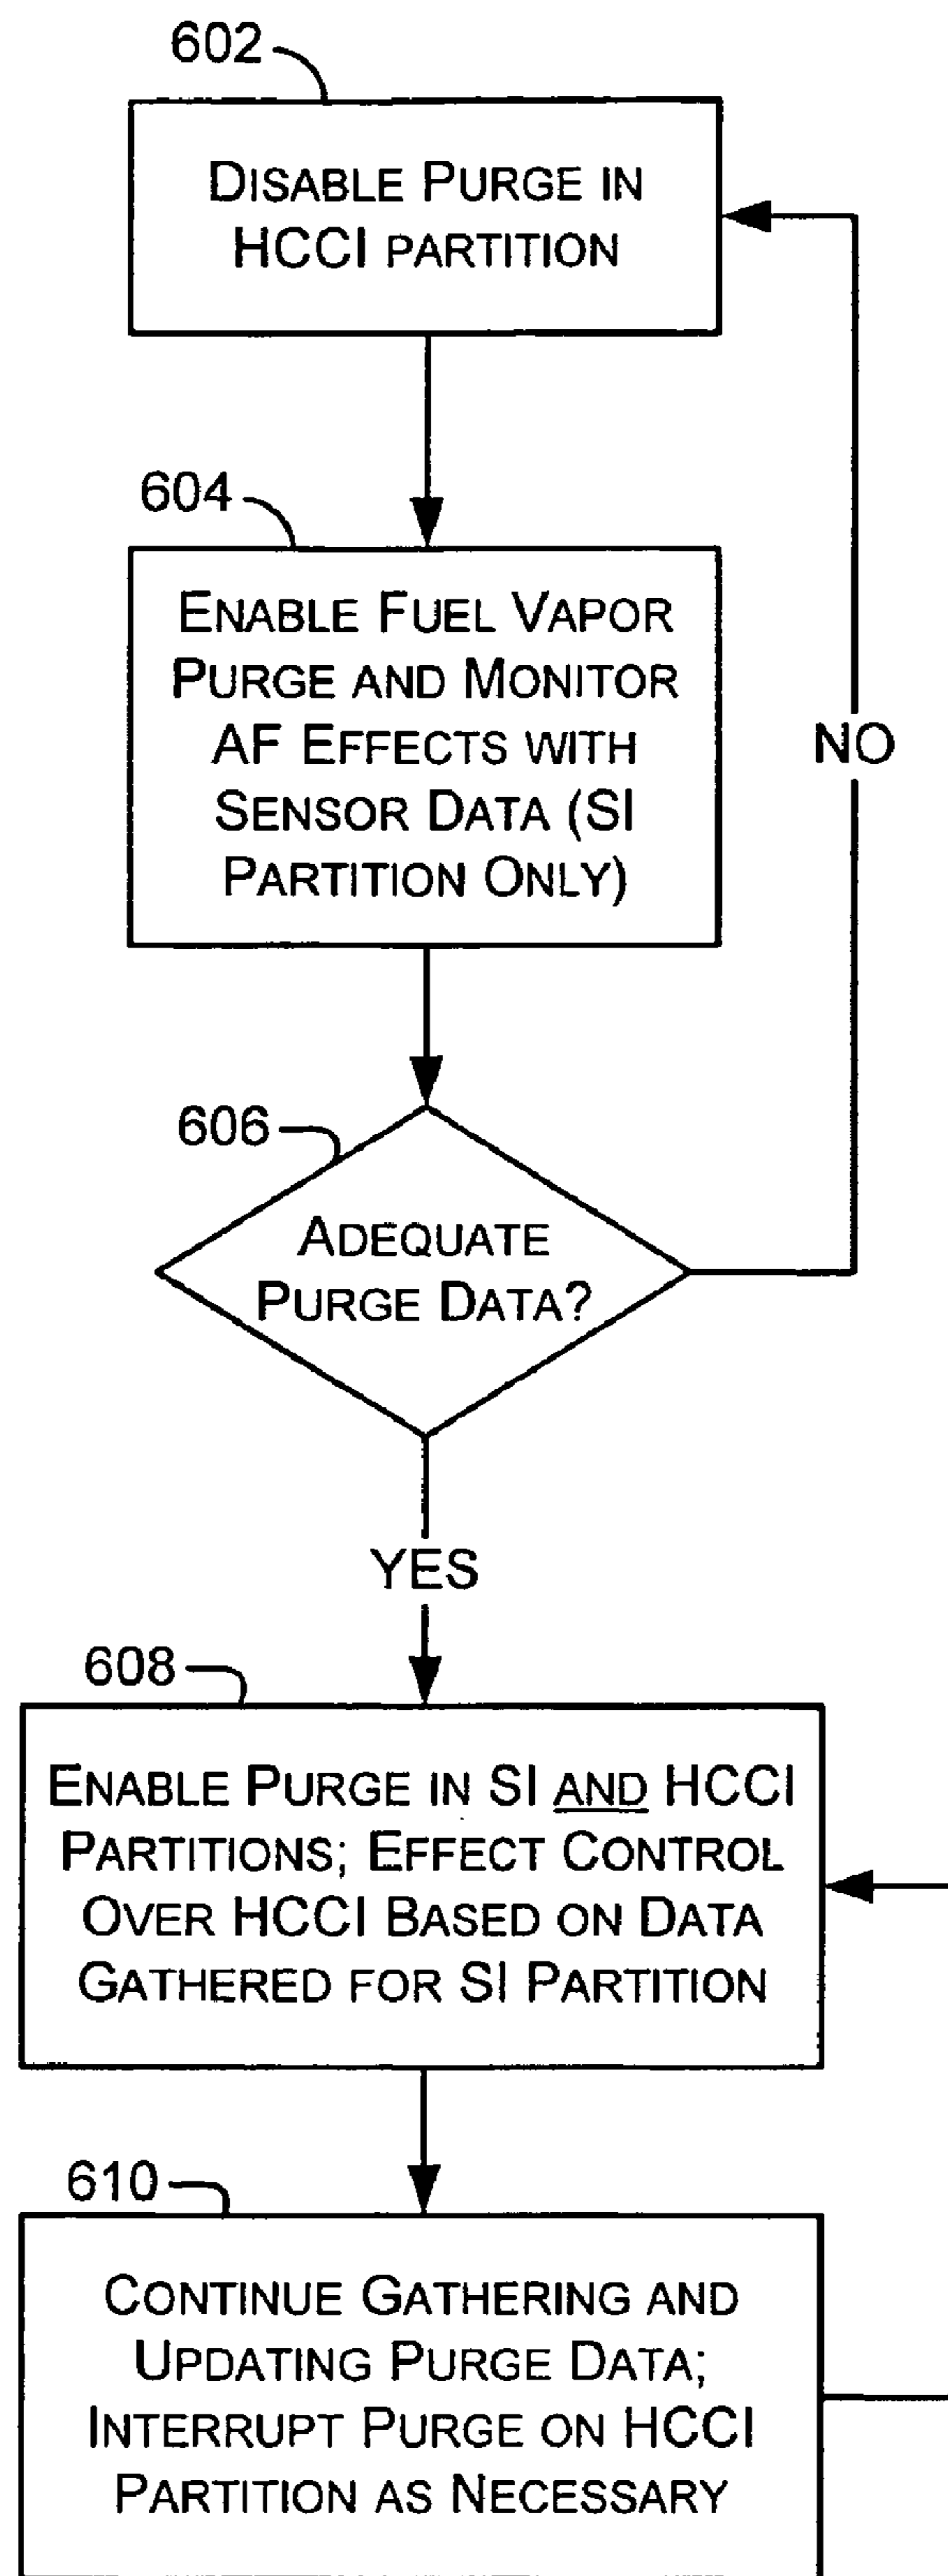 602
DISABLE PURGE IN
HCCI PARTITION
604
ENABLE FUEL VAPOR
PURGE AND MONITOR
AF EFFECTS WITH
SENSOR DATA (SI
PARTITION ONLY)
NO
606
ADEQUATE
PURGE DATA?
YES
608
ENABLE PURGE IN SI AND HCCI
PARTITIONS; EFFECT CONTROL
OVER HCCI BASED ON DATA
GATHERED FOR SI PARTITION
610
CONTINUE GATHERING AND
UPDATING PURGE DATA;
INTERRUPT PURGE ON HCCI
PARTITION AS NECESSARY